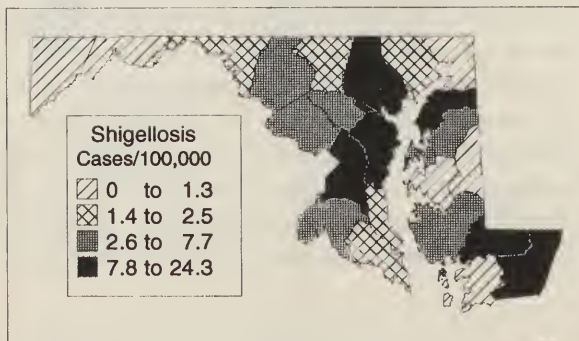 Shigellosis
Cases/100,000
0 to 1.3
1.4 to 2.5
2.6 to 7.7
7.8 to 24.3